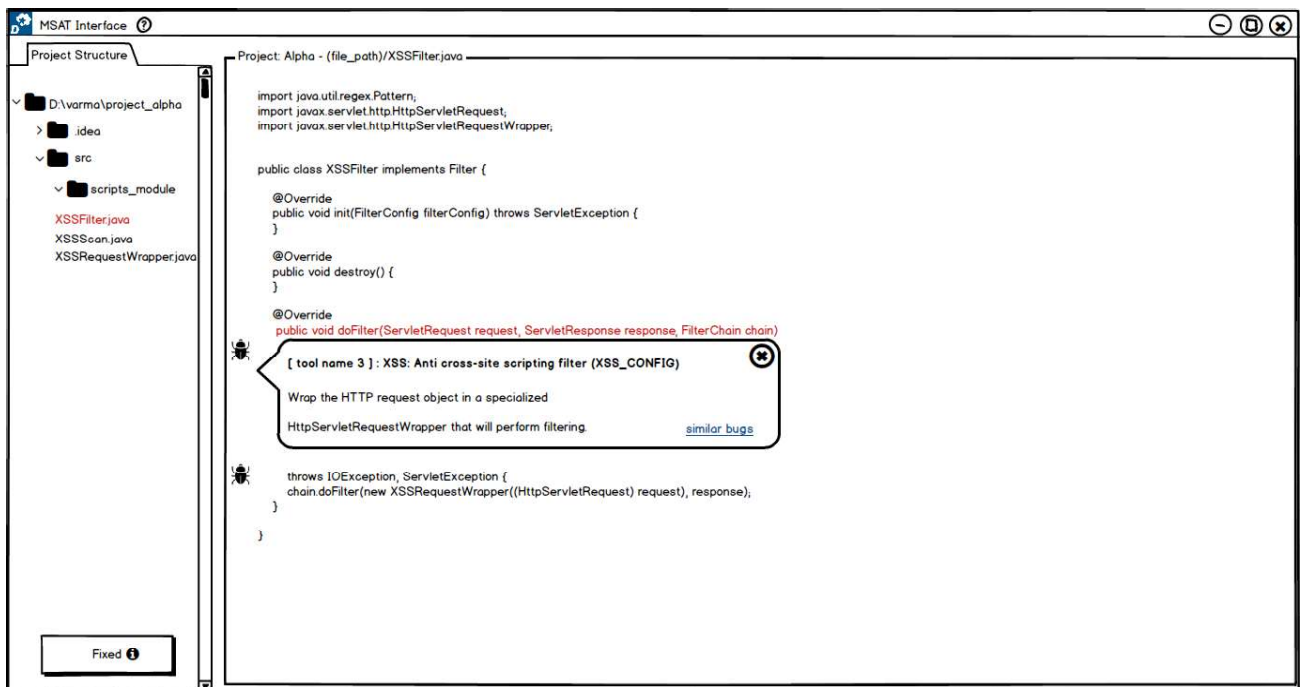 MSAT Interface ?
Project Structure
D:\varma\project_alpha
.idea
src
scripts_module
XSSFilter.java
XSSScan.java
XSSRequestWrapper.java
Fixed
Project: Alpha - (file_path)/XSSFilter.java
import java.util.regex.Pattern;
import javax.servlet.http.HttpServletRequest;
import javax.servlet.http.HttpServletRequestWrapper;
public class XSSFilter implements Filter {
@Override
public void init(FilterConfig filterConfig) throws ServletException {
}
@Override
public void destroy() {
}
@Override
public void doFilter(ServletRequest request, ServletResponse response, FilterChain chain)
[ tool name 3 ] : XSS: Anti cross-site scripting filter (XSS_CONFIG)
Wrap the HTTP request object in a specialized
HttpServletRequestWrapper that will perform filtering.
similar bugs
throws IOException, ServletException {
chain.doFilter(new XSSRequestWrapper((HttpServletRequest) request), response);
}
}